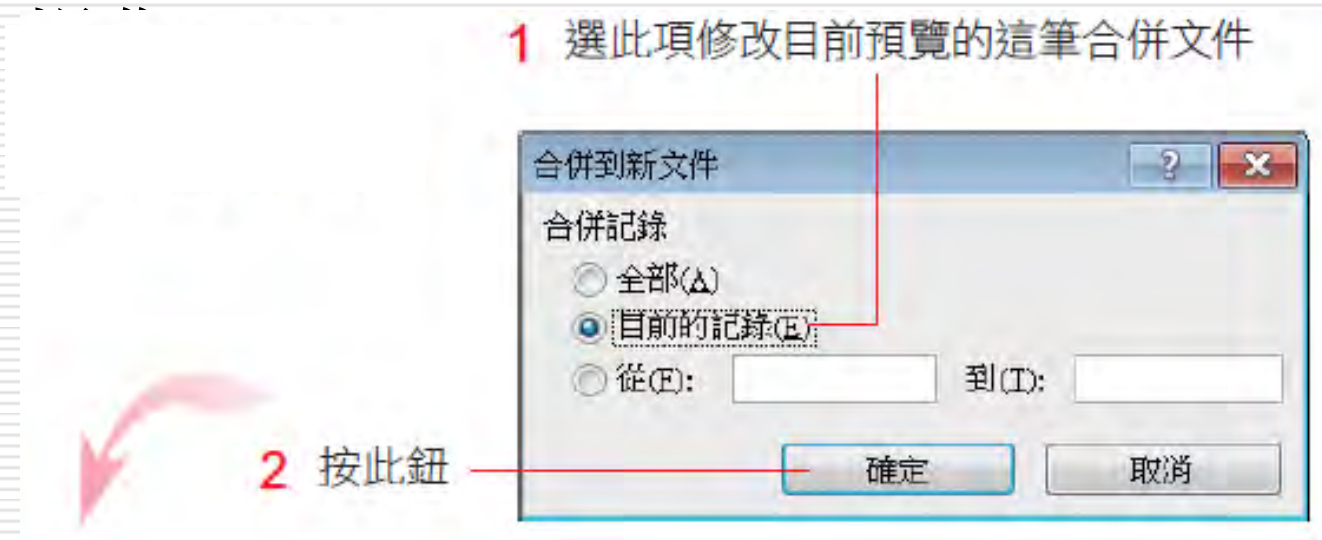 1 選此項修改目前預覽的這筆合併文件
合併到新文件
合併記錄
全部(A)
目前的記錄(E)
從(F): 到(T):
2 按此鈕
確定 取消